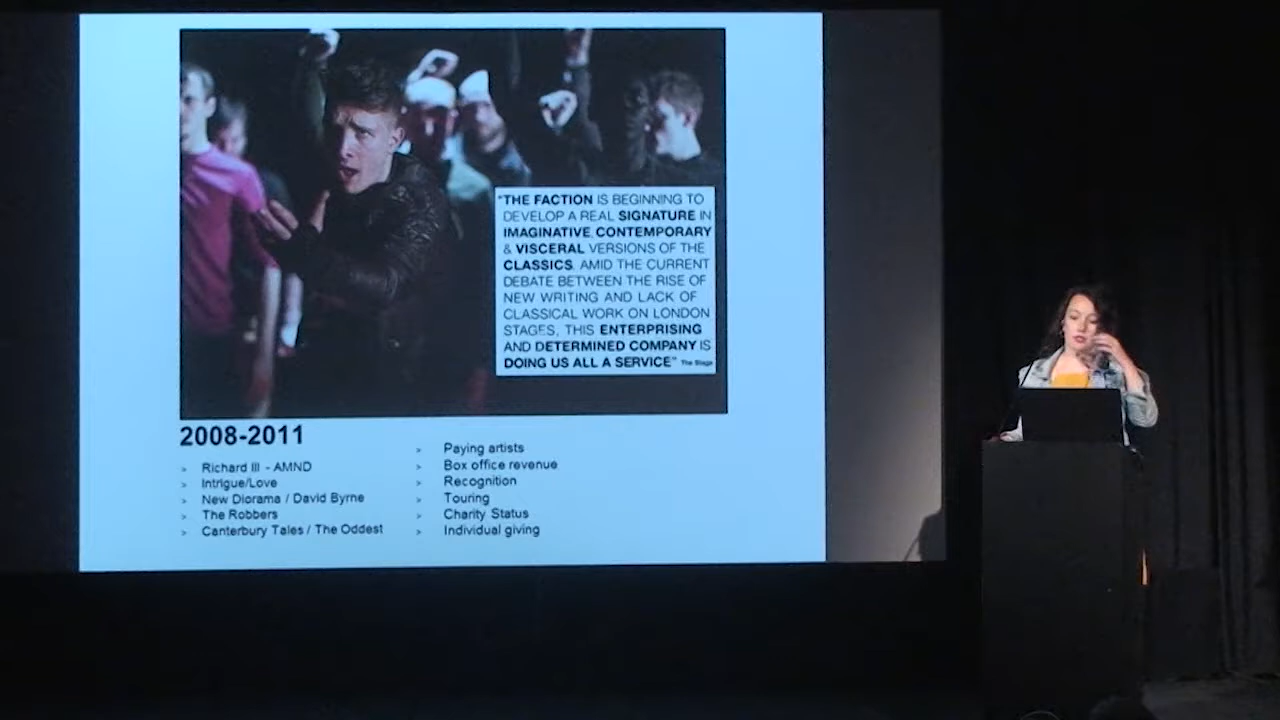 "THE FACTION IS BEGINNING TO
DEVELOP A REAL SIGNATURE IN
IMAGINATIVE, CONTEMPORARY
& VISCERAL VERSIONS OF THE
CLASSICS. AMID THE CURRENT
DEBATE BETWEEN THE RISE OF
NEW WRITING AND LACK OF
CLASSICAL WORK ON LONDON
STAGES, THIS ENTERPRISING
AND DETERMINED COMPANY IS
DOING US ALL A SERVICE" The Stage
2008-2011
> Richard III - AMND
> Intrigue/Love
> New Diorama / David Byrne
> The Robbers
> Canterbury Tales / The Oddest
> Paying artists
> Box office revenue
> Recognition
> Touring
> Charity Status
> Individual giving